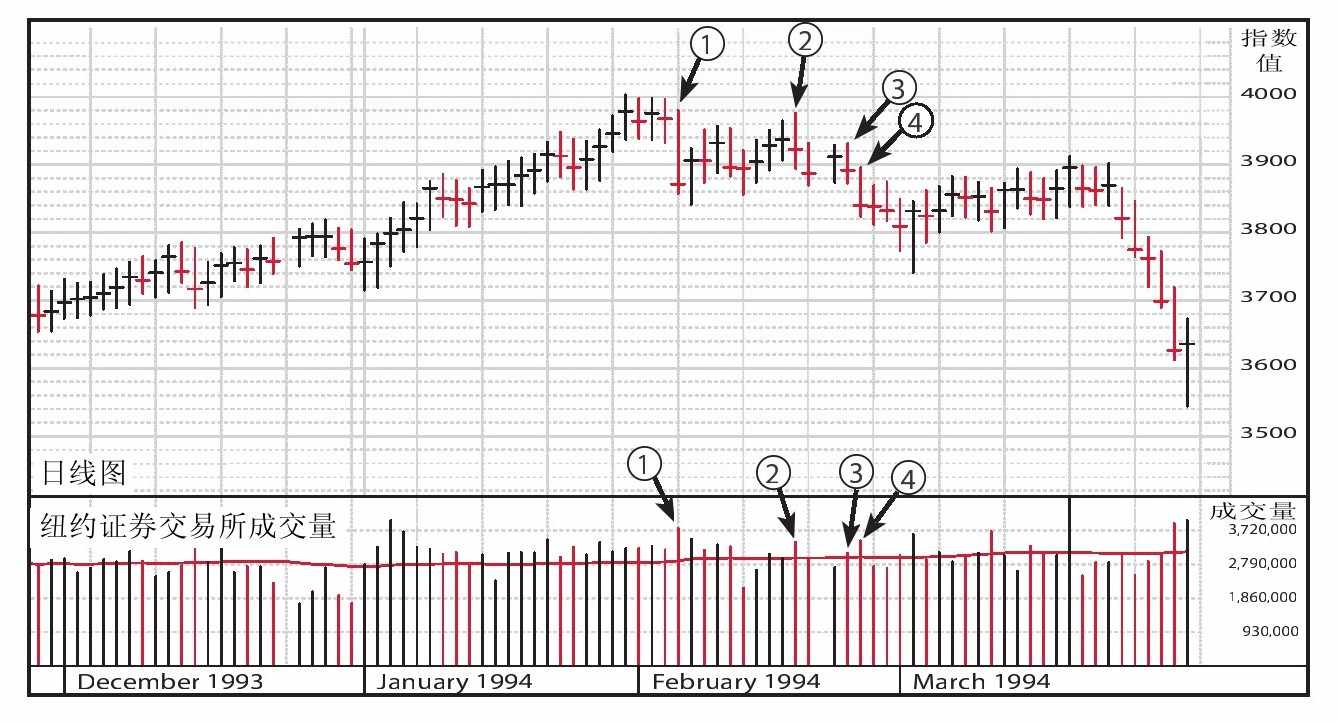 ①
②
指数
值
③
④
4000
3900
3800
3700
3600
3500
日线图
①
②
③
④
纽约证券交易所成交量
成交量
3,720,000
2,790,000
1,860,000
930,000
December 1993
January 1994
February 1994
March 1994